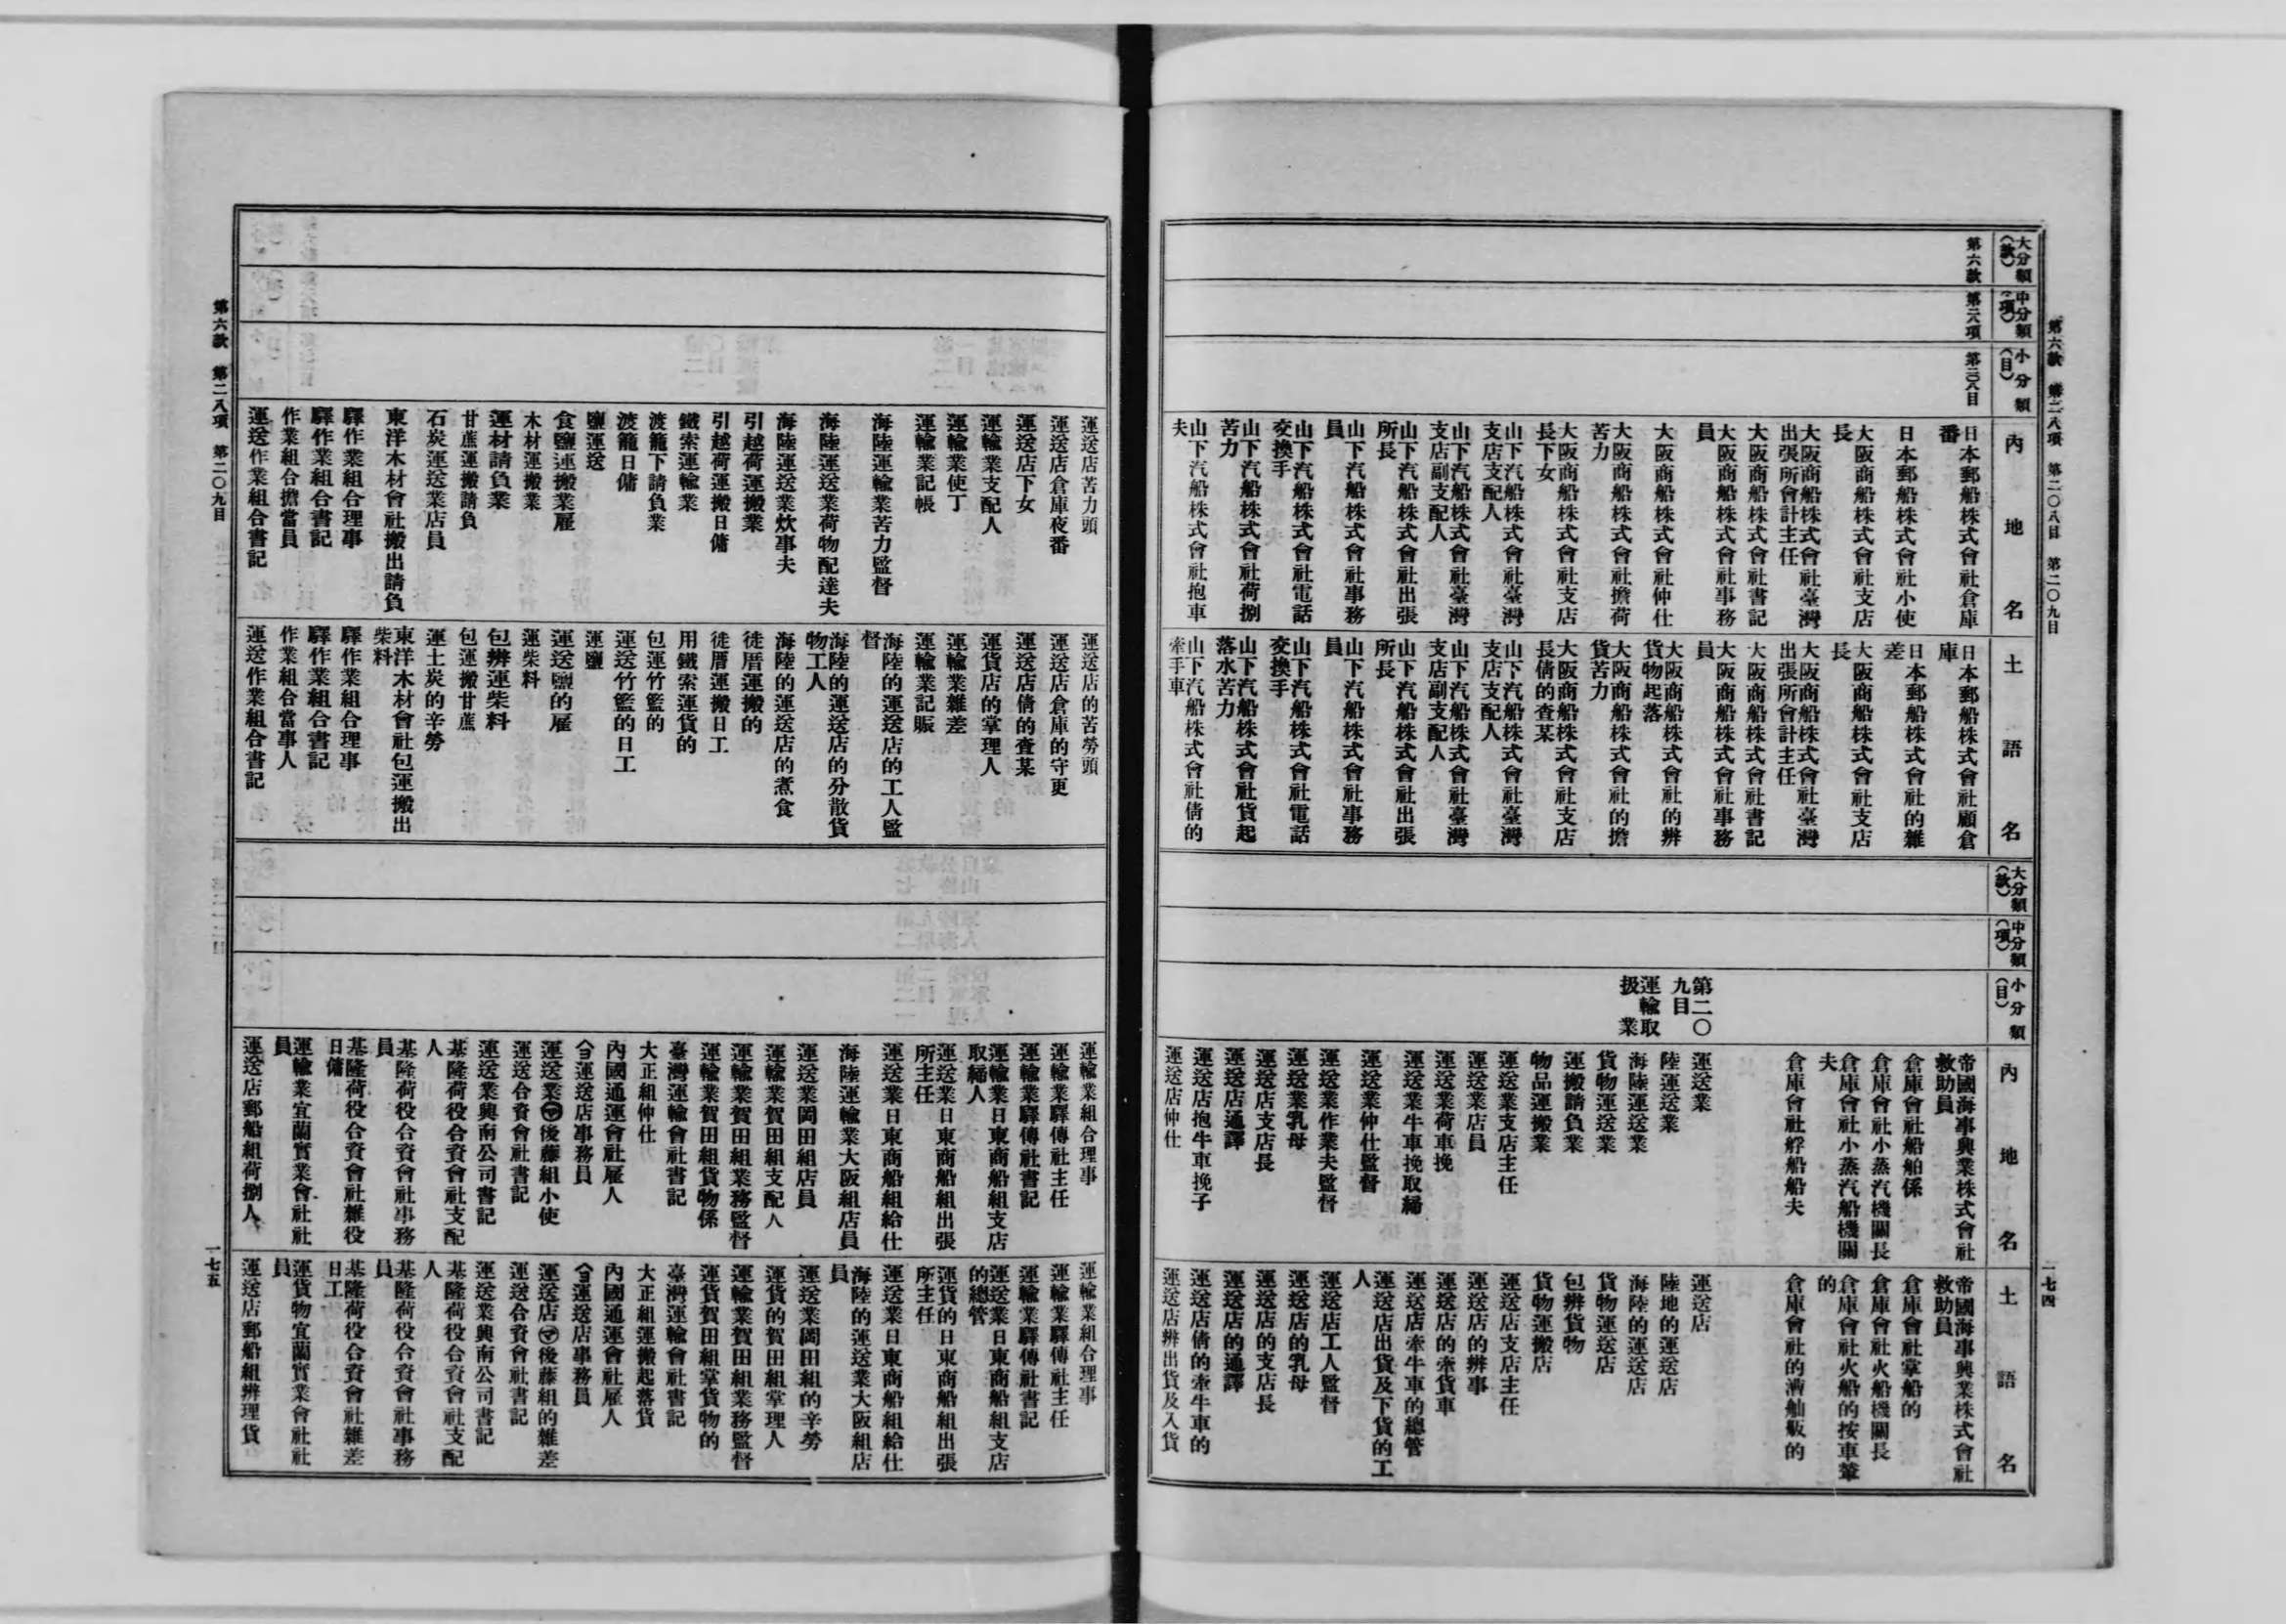 第六款 第二八項 第二〇八目 第二〇九目
一七四
大分類（款）
中分類（項）
小分類（目）
內地名
土語名
第六款
第二八項
第二〇八目
日本郵船株式會社倉庫
番
日本郵船株式會社小使
大阪商船株式會社支店
長
大阪商船株式會社臺灣
出張所會計主任
大阪商船株式會社書記
大阪商船株式會社事務
員
大阪商船株式會社仲仕
大阪商船株式會社擔荷
苦力
大阪商船株式會社支店
長下女
山下汽船株式會社臺灣
支店支配人
山下汽船株式會社臺灣
支店副支配人
山下汽船株式會社出張
所長
山下汽船株式會社事務
員
山下汽船株式會社電話
交換手
山下汽船株式會社荷捌
苦力
山下汽船株式會社抱車
夫
日本郵船株式會社顧倉
庫
日本郵船株式會社的雜
差
大阪商船株式會社支店
長
大阪商船株式會社臺灣
出張所會計主任
大阪商船株式會社書記
大阪商船株式會社事務
員
大阪商船株式會社的辨
貨物起落
大阪商船株式會社的擔
貨苦力
大阪商船株式會社支店
長倩的查某
山下汽船株式會社臺灣
支店支配人
山下汽船株式會社臺灣
支店副支配人
山下汽船株式會社出張
所長
山下汽船株式會社事務
員
山下汽船株式會社電話
交換手
山下汽船株式會社貨起
落水苦力
山下汽船株式會社倩的
牽手車
大分類（款）
中分類（項）
小分類（目）
內地名
土語名
第二〇
九目
運輸取
扱業
帝國海事興業株式會社
救助員
倉庫會社船舶係
倉庫會社小蒸汽機關長
倉庫會社小蒸汽船機關
夫
倉庫會社艀船船夫
運送業
陸運送業
海陸運送業
貨物運送業
運搬請負業
物品運搬業
運送業支店主任
運送業店員
運送業荷車挽
運送業牛車挽取締
運送業仲仕監督
運送業作業夫監督
運送業乳母
運送店支店長
運送店通譯
運送店抱牛車挽子
運送店仲仕
帝國海事興業株式會社
救助員
倉庫會社掌船的
倉庫會社火船機關長
倉庫會社火船的按車輩
的
倉庫會社的漕舢舨的
運送店
陸地的運送店
海陸的運送店
貨物運送店
包辨貨物
貨物運搬店
運送店支店主任
運送店的辨事
運送店的牽貨車
運送店牽牛車的總管
運送店出貨及下貨的工
人
運送店工人監督
運送店的乳母
運送店的支店長
運送店的通譯
運送店倩的牽牛車的
運送店辨出貨及入貨
運送店苦力頭
運送店倉庫夜番
運送店下女
運輸業支配人
運輸業使丁
運輸業記帳
海陸運輸業苦力監督
海陸運送業荷物配達夫
海陸運送業炊事夫
引越荷運搬業
引越荷運搬日傭
鐵索運輸業
渡籠下請負業
渡籠日傭
鹽運送
食鹽運搬業雇
木材運搬業
運材請負業
甘蔗運搬請負
石炭運送業店員
東洋木材會社搬出請負
驛作業組合理事
驛作業組合書記
作業組合擔當員
運送作業組合書記
運送店的苦勞頭
運送店倉庫的守更
運送店倩的查某
運貨店的掌理人
運輸業雜差
運輸業記賬
海陸的運送店的工人監
督
海陸的運送店的分散貨
物工人
海陸的運送店的煮食
徒厝運搬的
徒厝運搬日工
用鐵索運貨的
包運竹籃的
運送竹籃的日工
運鹽
運送鹽的雇
運柴料
包辨運柴料
包運搬甘蔗
運土炭的辛勞
東洋木材會社包運搬出
柴料
驛作業組合理事
驛作業組合書記
作業組合當事人
運送作業組合書記
運輸業組合理事
運輸業驛傳社主任
運輸業驛傳社書記
運輸業日東商船組支店
取締人
運送業日東商船組出張
所主任
運送業日東商船組給仕
海陸運輸業大阪組店員
運送業岡田組店員
運輸業賀田組支配人
運輸業賀田組業務監督
運輸業賀田組貨物係
臺灣運輸會社書記
大正組仲仕
內國通運會社雇人
運送店事務員
運送業後藤組小使
運送合資會社書記
運送業興南公司書記
基隆荷役合資會社支配
人
基隆荷役合資會社事務
員
基隆荷役合資會社雜役
日傭
運輸業宜蘭實業會社社
員
運送店郵船組荷捌人
運輸業組合理事
運輸業驛傳社主任
運輸業驛傳社書記
運送業日東商船組支店
的總管
運貨的日東商船組出張
所主任
運送業日東商船組給仕
海陸的運送業大阪組店
員
運送業岡田組的辛勞
運貨的賀田組掌理人
運輸業賀田組業務監督
運貨賀田組掌貨物的
臺灣運輸會社書記
大正組運搬起落貨
內國通運會社雇人
運送店事務員
運送店後藤組的雜差
運送合資會社書記
運送業興南公司書記
基隆荷役合資會社支配
人
基隆荷役合資會社事務
員
基隆荷役合資會社雜差
日工
運貨物宜蘭實業會社社
員
運送店郵船組辨理貨
第六款 第二八項 第二〇九目
一七五